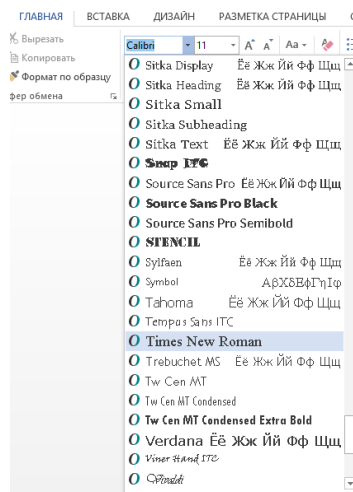 ГЛАВНАЯ ВСТАВКА ДИЗАЙН РАЗМЕТКА СТРАНИЦЫ
Вырезать
Копировать
Формат по образцу
фер обмена
Calibri 11 Aa
Sitka Display Ёё Жж Йй Фф Щщ
Sitka Heading Ёё Жж Йй Фф Щщ
Sitka Small
Sitka Subheading
Sitka Text Ёё Жж Йй Фф Щщ
Snap ITC
Source Sans Pro Ёё Жж Йй Фф Щщ
Source Sans Pro Black
Source Sans Pro Semibold
STENCIL
Sylfaen Ёё Жж Йй Фф Щщ
Symbol ΑβΧδΕϕΓηΙφ
Tahoma Ёё Жж Йй Фф Щщ
Tempus Sans ITC
Times New Roman
Trebuchet MS Ёё Жж Йй Фф Щщ
Tw Cen MT
Tw Cen MT Condensed
Tw Cen MT Condensed Extra Bold
Verdana Ёё Жж Йй Фф Щщ
Viner Hand ITC
Vivaldi